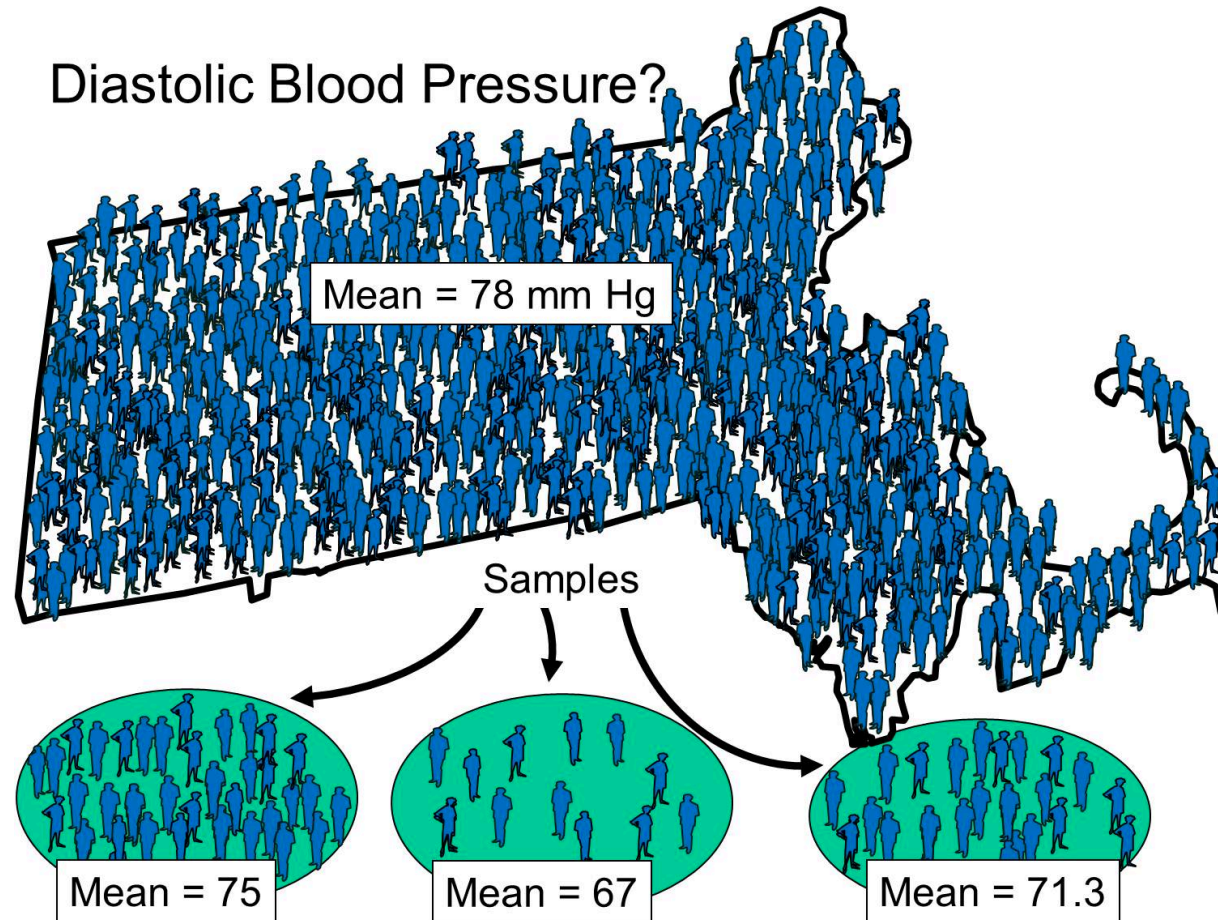 Diastolic Blood Pressure?
Mean = 78 mm Hg
Samples
Mean = 75
Mean = 67
Mean = 71.3